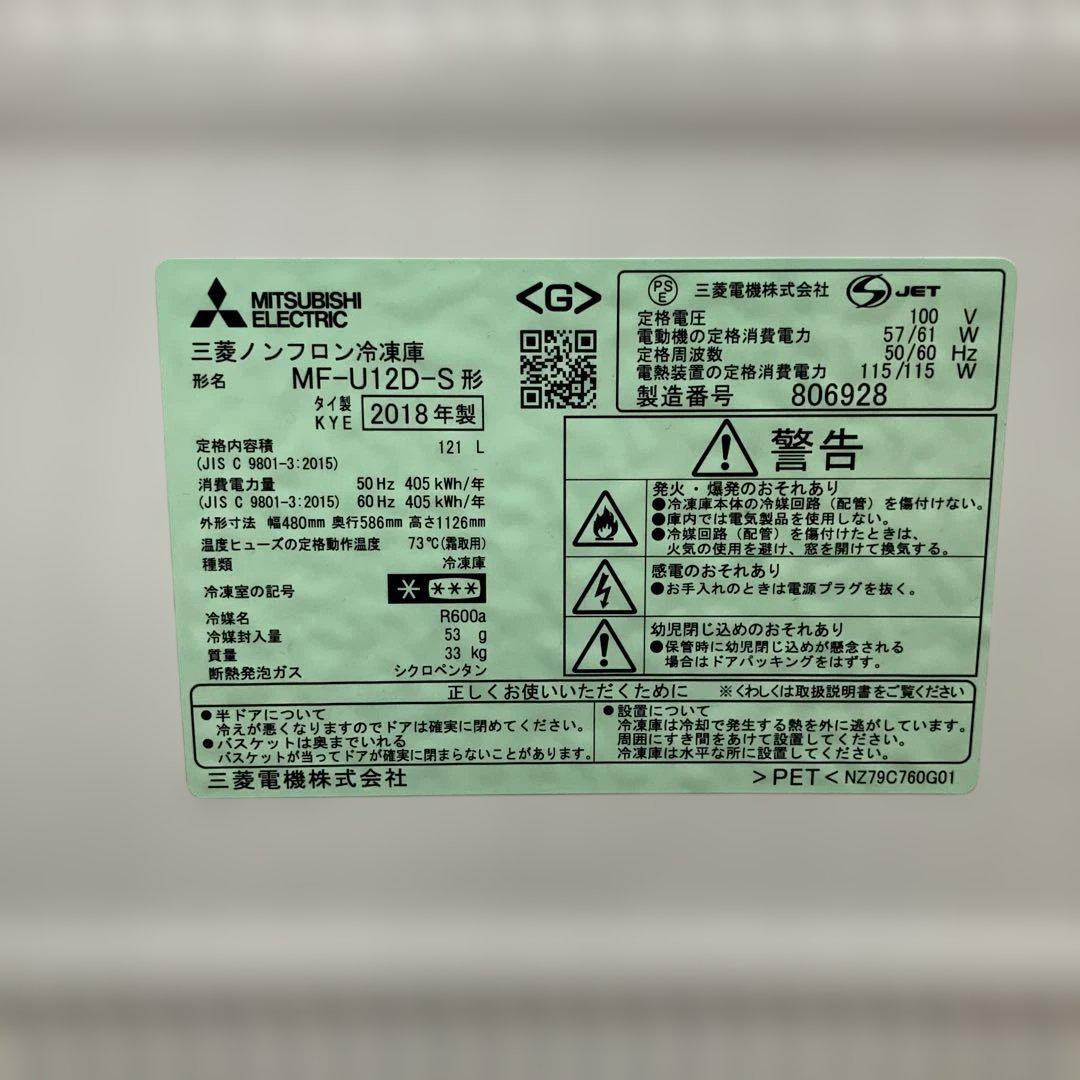 MITSUBISHI
ELECTRIC
三菱ノンフロン冷凍庫
形名 MF-U12D-S形
タイ製
KYE 2018年製
定格内容積 121 L
(JIS C 9801-3:2015)
消費電力量 50Hz 405kWh/年
(JIS C 9801-3:2015) 60Hz 405kWh/年
外形寸法 幅480mm 奥行586mm 高さ1126mm
温度ヒューズの定格動作温度 73℃(霜取用)
種類 冷凍庫
冷凍室の記号 * ***
冷媒名 R600a
冷媒封入量 53 g
質量 33 kg
断熱発泡ガス シクロペンタン
<G>
PSE 三菱電機株式会社 S JET
定格電圧 100 V
電動機の定格消費電力 57/61 W
定格周波数 50/60 Hz
電熱装置の定格消費電力 115/115 W
製造番号 806928
警告
発火・爆発のおそれあり
●冷凍庫本体の冷媒回路(配管)を傷付けない。
●庫内では電気製品を使用しない。
●冷媒回路(配管)を傷付けたときは、
火気の使用を避け、窓を開けて換気する。
感電のおそれあり
●お手入れのときは電源プラグを抜く。
幼児閉じ込めのおそれあり
●保管時に幼児閉じ込めが懸念される
場合はドアパッキングをはずす。
正しくお使いいただくために ※くわしくは取扱説明書をご覧ください
●半ドアについて
冷えが悪くなりますのでドアは確実に閉めてください。
●バスケットは奥までいれる
バスケットが当ってドアが確実に閉まらないことがあります。
●設置について
冷凍庫は冷却で発生する熱を外に逃がしています。
周囲にすき間をあけて設置してください。
冷凍庫は水平な所に設置してください。
三菱電機株式会社
>PET< NZ79C760G01